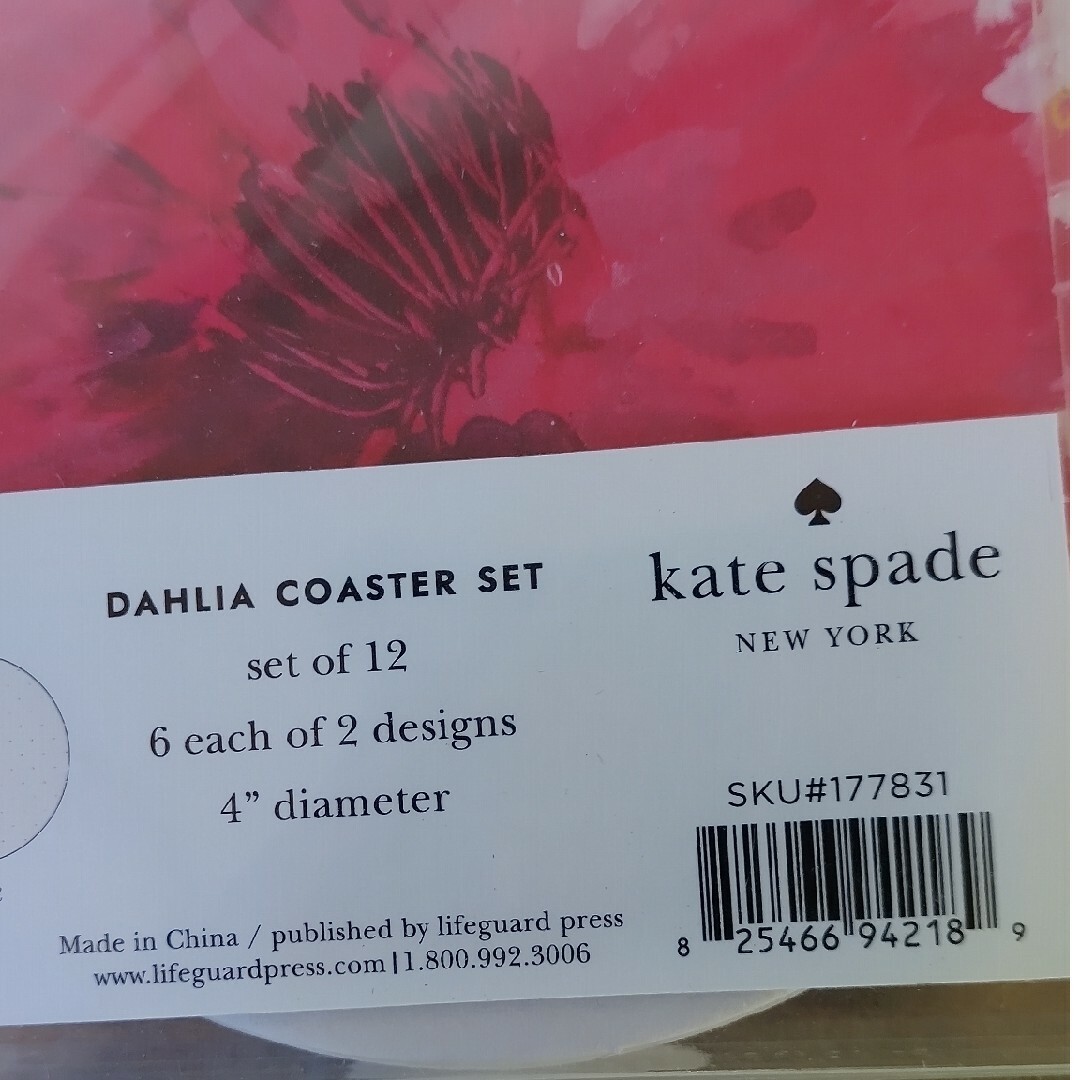 DAHLIA COASTER SET
set of 12
6 each of 2 designs
4” diameter
Made in China / published by lifeguard press
www.lifeguardpress.com | 1.800.992.3006
kate spade
NEW YORK
SKU#177831
8 25466 94218 9